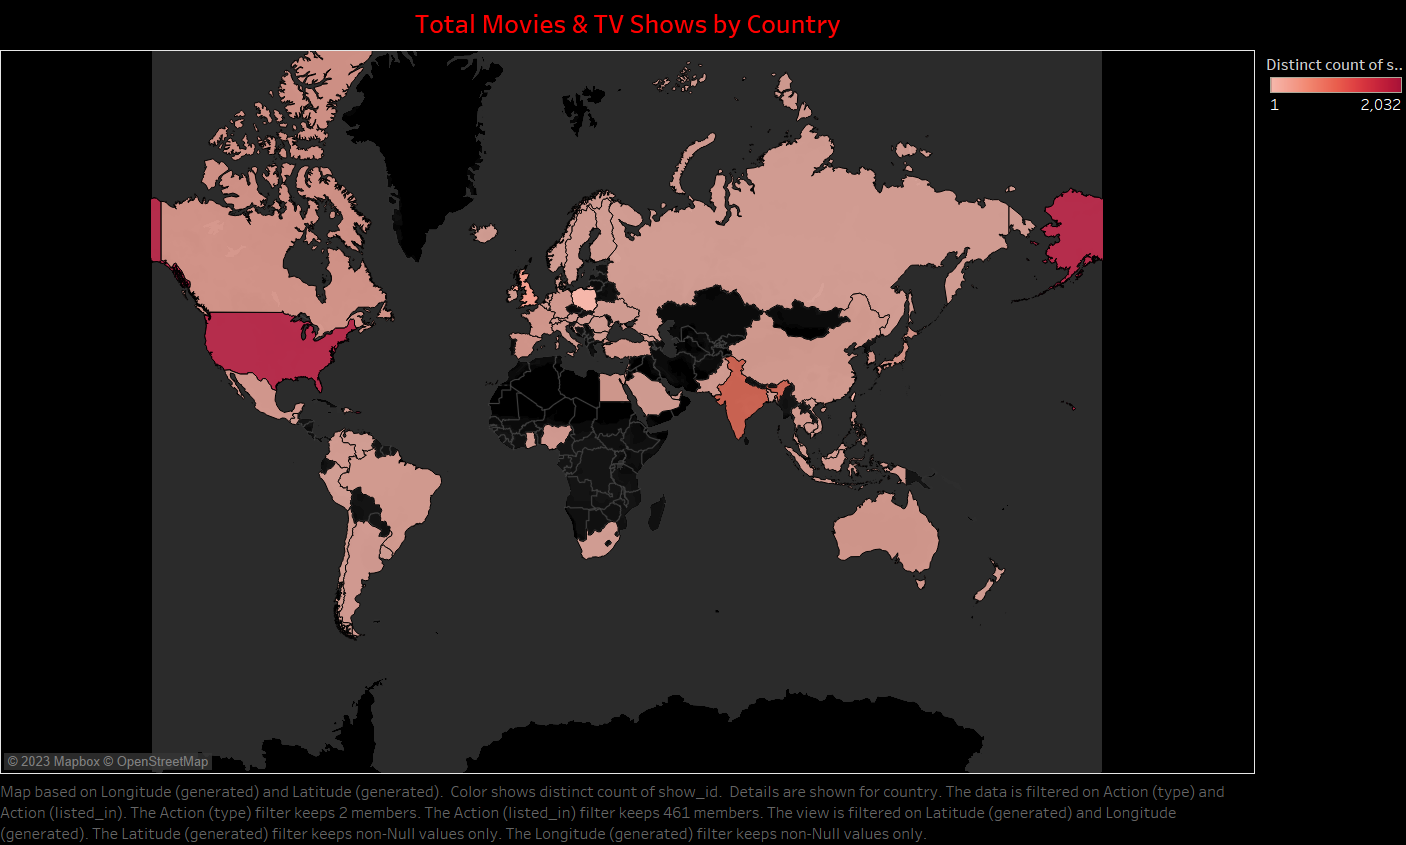 Total Movies & TV Shows by Country
Distinct count of s..
1 2,032
© 2023 Mapbox © OpenStreetMap
Map based on Longitude (generated) and Latitude (generated).  Color shows distinct count of show_id.  Details are shown for country. The data is filtered on Action (type) and
Action (listed_in). The Action (type) filter keeps 2 members. The Action (listed_in) filter keeps 461 members. The view is filtered on Latitude (generated) and Longitude
(generated). The Latitude (generated) filter keeps non-Null values only. The Longitude (generated) filter keeps non-Null values only.